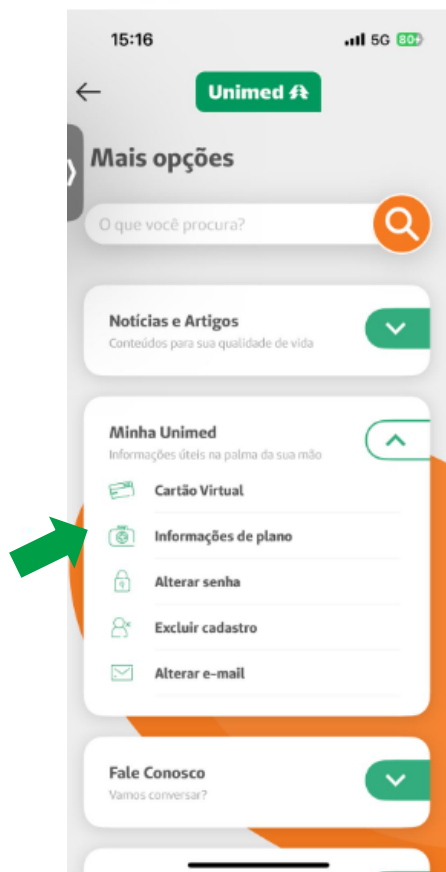 15:16
5G 80
Unimed
Mais opções
O que você procura?
Notícias e Artigos
Conteúdos para sua qualidade de vida
Minha Unimed
Informações úteis na palma da sua mão
Cartão Virtual
Informações de plano
Alterar senha
Excluir cadastro
Alterar e-mail
Fale Conosco
Vamos conversar?